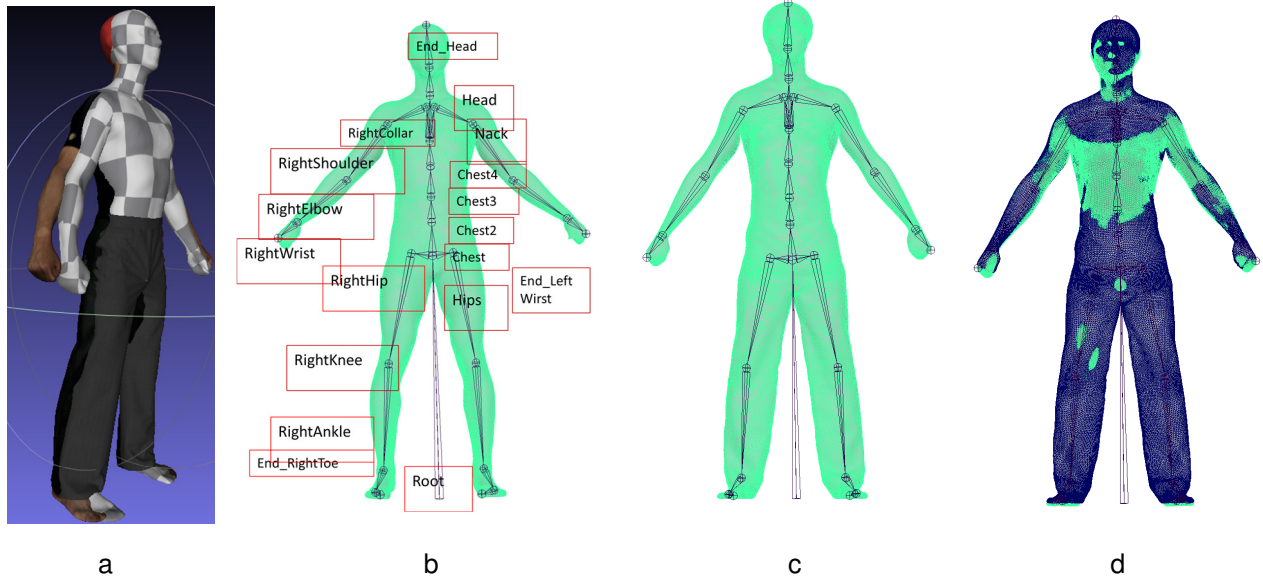 End_Head
Head
RightCollar
Nack
RightShoulder
Chest4
Chest3
RightElbow
Chest2
RightWrist
Chest
RightHip
End_Left
Wirst
Hips
RightKnee
RightAnkle
End_RightToe
Root
a
b
c
d